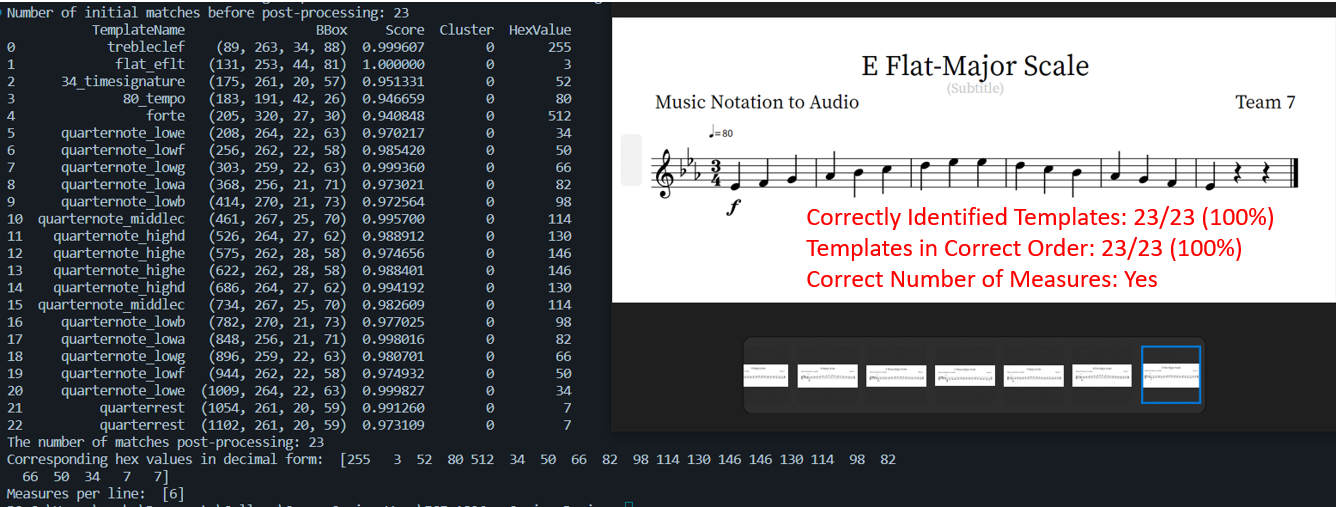 Number of initial matches before post-processing: 23
TemplateName BBox Score Cluster HexValue
0 trebleclef (89, 263, 34, 88) 0.999607 0 255
1 flat_eflt (131, 253, 44, 81) 1.000000 0 3
2 34_timesignature (175, 261, 20, 57) 0.951331 0 52
3 80_tempo (183, 191, 42, 26) 0.946659 0 80
4 forte (205, 320, 27, 30) 0.940848 0 512
5 quarternote_lowe (208, 264, 22, 63) 0.970217 0 34
6 quarternote_lowf (256, 262, 22, 58) 0.985420 0 50
7 quarternote_lowg (303, 259, 22, 63) 0.999360 0 66
8 quarternote_lowa (368, 256, 21, 71) 0.973021 0 82
9 quarternote_lowb (414, 270, 21, 73) 0.972564 0 98
10 quarternote_middlec (461, 267, 25, 70) 0.995700 0 114
11 quarternote_highd (526, 264, 27, 62) 0.988912 0 130
12 quarternote_highe (575, 262, 28, 58) 0.974656 0 146
13 quarternote_highe (622, 262, 28, 58) 0.988401 0 146
14 quarternote_highd (686, 264, 27, 62) 0.994192 0 130
15 quarternote_middlec (734, 267, 25, 70) 0.982609 0 114
16 quarternote_lowb (782, 270, 21, 73) 0.977025 0 98
17 quarternote_lowa (848, 256, 21, 71) 0.998016 0 82
18 quarternote_lowg (896, 259, 22, 63) 0.980701 0 66
19 quarternote_lowf (944, 262, 22, 58) 0.974932 0 50
20 quarternote_lowe (1009, 264, 22, 63) 0.959827 0 34
21 quarterrest (1054, 261, 20, 59) 0.991260 0 7
22 quarterrest (1102, 261, 20, 59) 0.973109 0 7
The number of matches post-processing: 23
Corresponding hex values in decimal form: [255 3 52 80 512 34 50 66 82 98 114 130 146 146 130 114 98 82
66 50 34 7 7]
Measures per line: [6]
E Flat-Major Scale
(Subtitle)
Music Notation to Audio Team 7
=80
3
4
f
Correctly Identified Templates: 23/23 (100%)
Templates in Correct Order: 23/23 (100%)
Correct Number of Measures: Yes